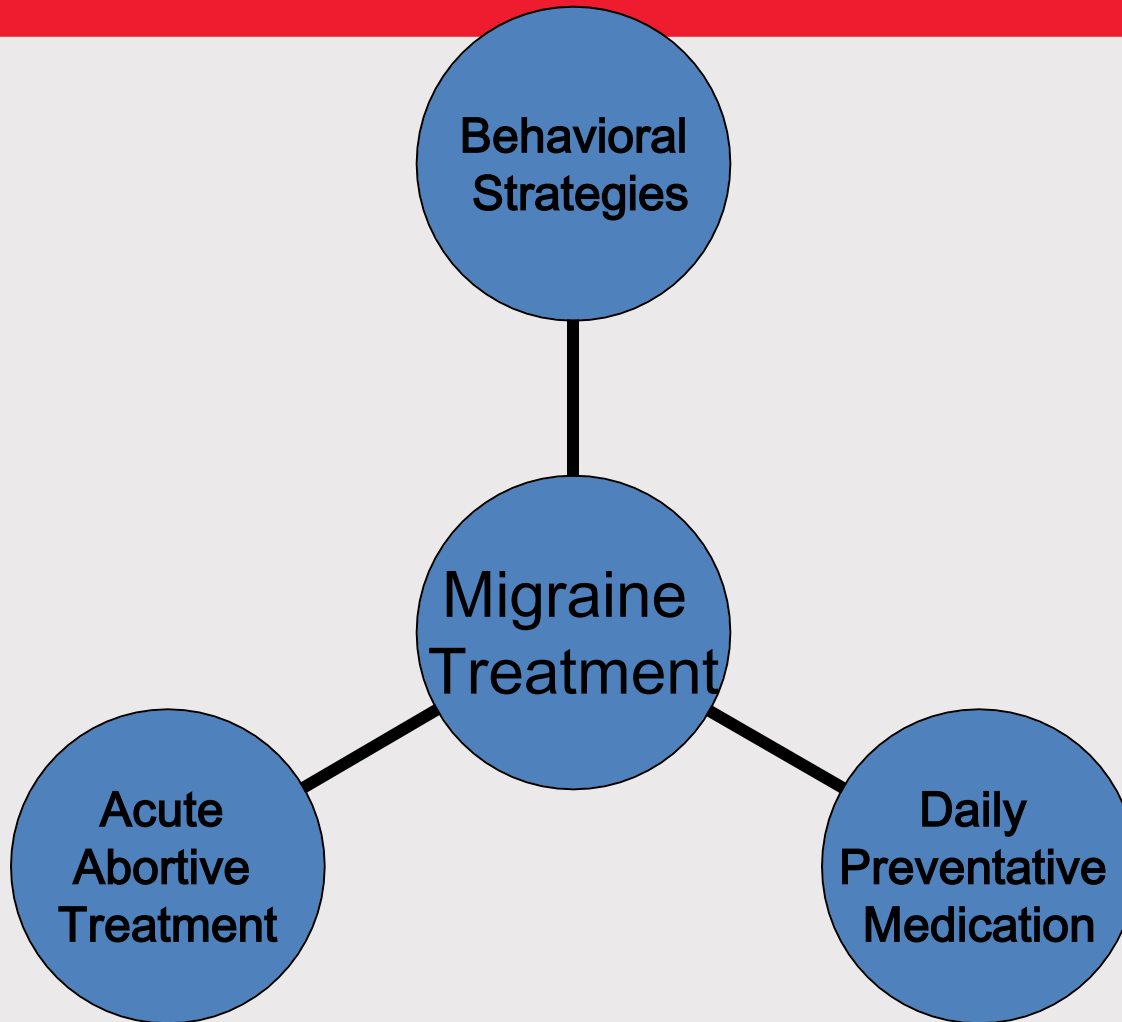 Behavioral
Strategies
Migraine
Treatment
Acute
Abortive
Treatment
Daily
Preventative
Medication